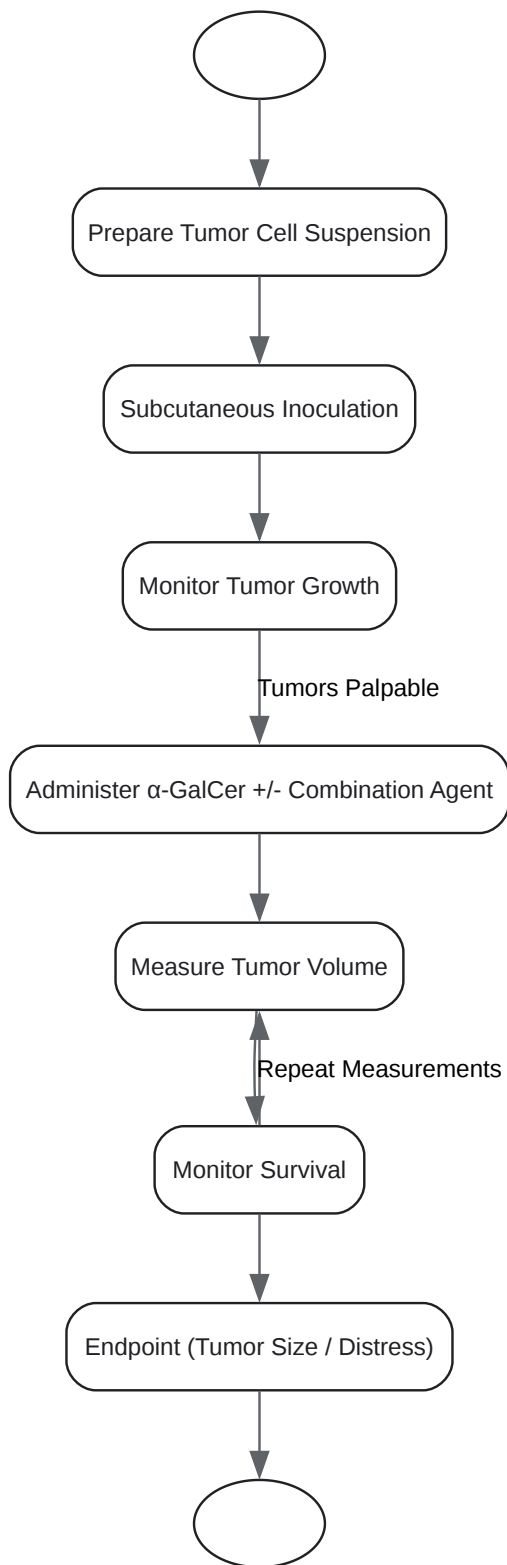 Prepare Tumor Cell Suspension
Subcutaneous Inoculation
Monitor Tumor Growth
Tumors Palpable
Administer α-GalCer +/- Combination Agent
Measure Tumor Volume
Repeat Measurements
Monitor Survival
Endpoint (Tumor Size / Distress)